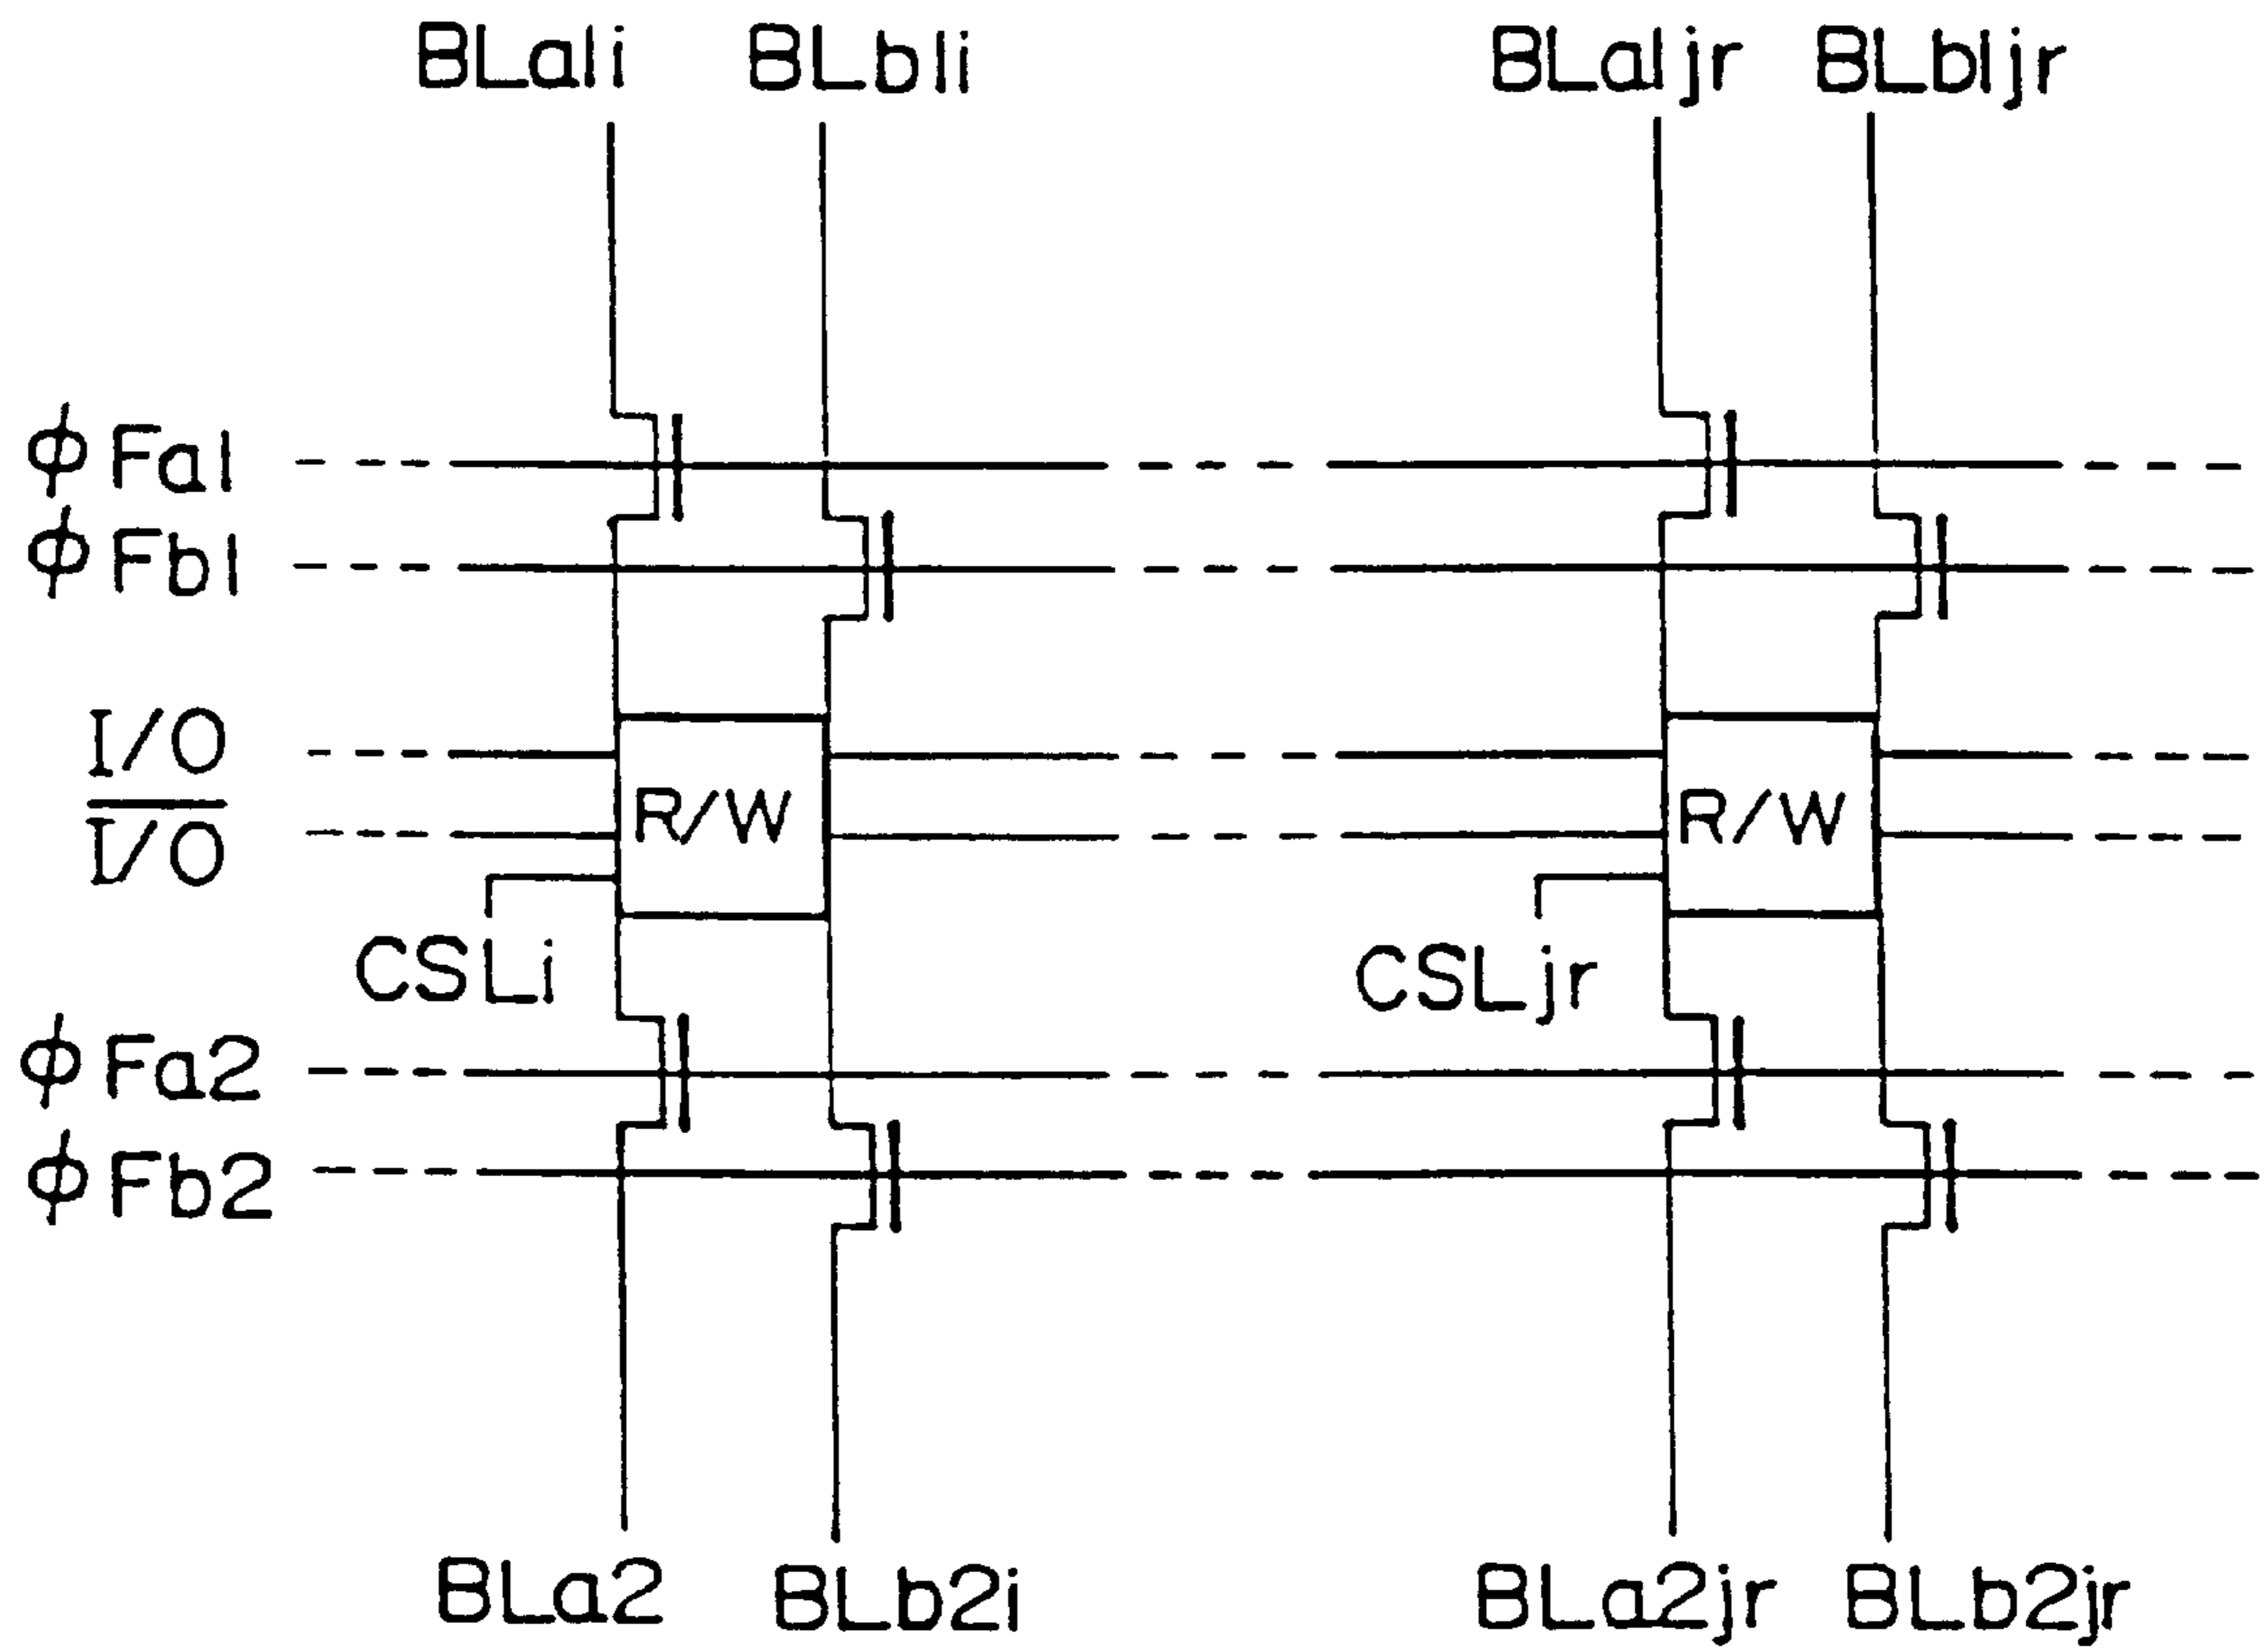 BLa1i BLb1i BLa1jr BLb1jr
ϕFa1
ϕFb1
I/O
R/W R/W
I̅/̅O̅
CSLi CSLjr
ϕFa2
ϕFb2
BLa2 BLb2i BLa2jr BLb2jr